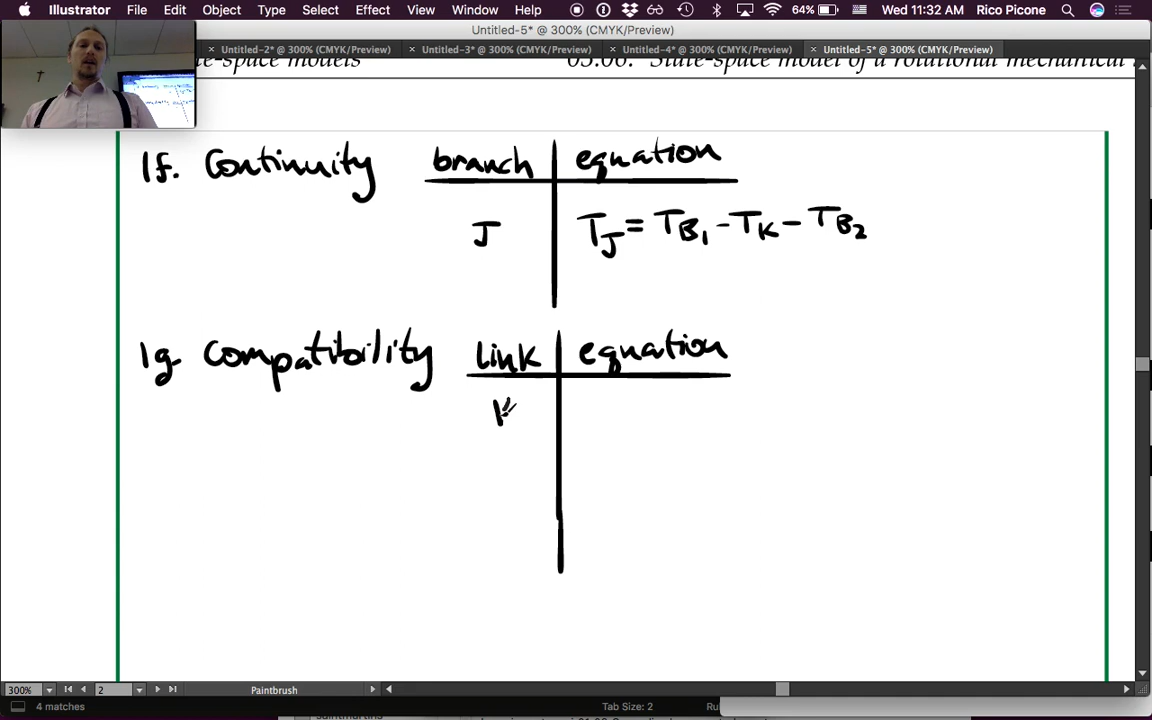 Illustrator File Edit Object Type Select Effect View Window Help 64% Wed 11:32 AM Rico Picone
Untitled-5* @ 300% (CMYK/Preview)
Untitled-2* @ 300% (CMYK/Preview) Untitled-3* @ 300% (CMYK/Preview) Untitled-4* @ 300% (CMYK/Preview) Untitled-5* @ 300% (CMYK/Preview)
te-space models 03.06. State-space model of a rotational mechanical
1f. Continuity branch equation
J T_J = T_B1 - T_K - T_B2
1g. Compatibility Link equation
300% 2 Paintbrush
4 matches Tab Size: 2 Ru